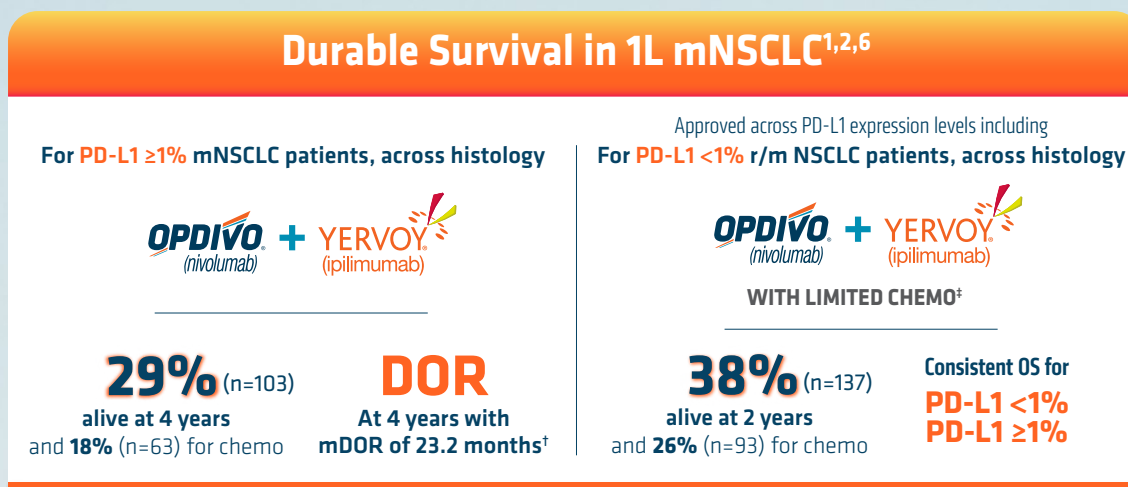 Durable Survival in 1L mNSCLC1,2,6
For PD-L1 ≥1% mNSCLC patients, across histology
OPDIVO® + YERVOY®
(nivolumab) (ipilimumab)
29% (n=103)
alive at 4 years
and 18% (n=63) for chemo
DOR
At 4 years with
mDOR of 23.2 months†
Approved across PD-L1 expression levels including
For PD-L1 <1% r/m NSCLC patients, across histology
OPDIVO® + YERVOY®
(nivolumab) (ipilimumab)
WITH LIMITED CHEMO‡
38% (n=137)
alive at 2 years
and 26% (n=93) for chemo
Consistent OS for
PD-L1 <1%
PD-L1 ≥1%